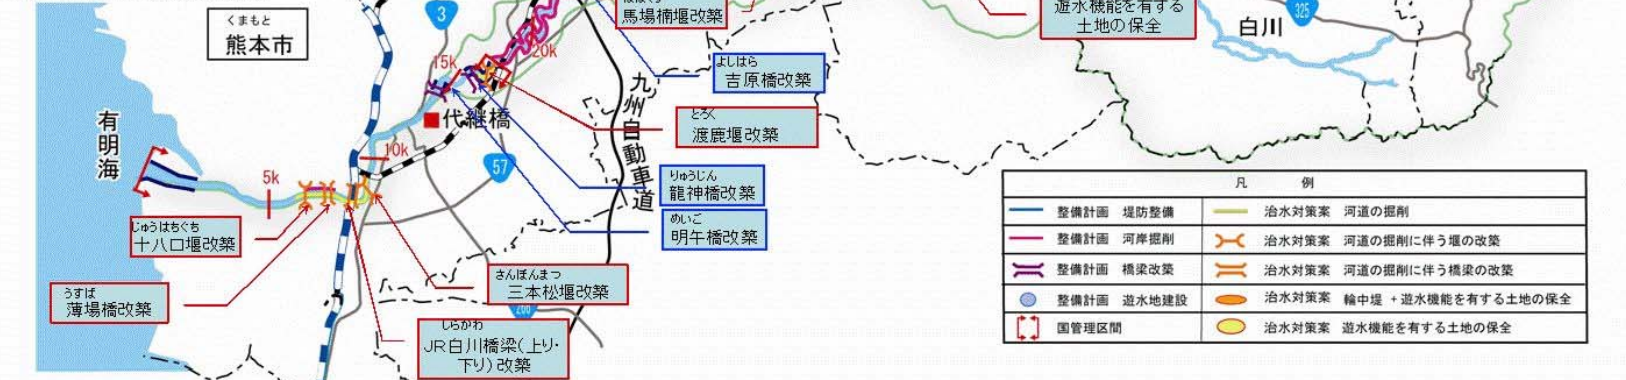 馬場楠堰改築
遊水機能を有する
土地の保全
3
325
くまもと
熊本市
白川
20k
15k
よしはら
吉原橋改築
九州自動車道
とろく
渡鹿堰改築
代継橋
有明海
10k
57
5k
りゅうじん
龍神橋改築
めいご
明午橋改築
じゅうはちぐち
十八口堰改築
さんぼんまつ
三本松堰改築
うすば
薄場橋改築
しらかわ
JR白川橋梁(上り・
下り)改築
凡 例
整備計画 堤防整備
治水対策案 河道の掘削
整備計画 河岸掘削
治水対策案 河道の掘削に伴う堰の改築
整備計画 橋梁改築
治水対策案 河道の掘削に伴う橋梁の改築
整備計画 遊水地建設
治水対策案 輪中堤 +遊水機能を有する土地の保全
国管理区間
治水対策案 遊水機能を有する土地の保全